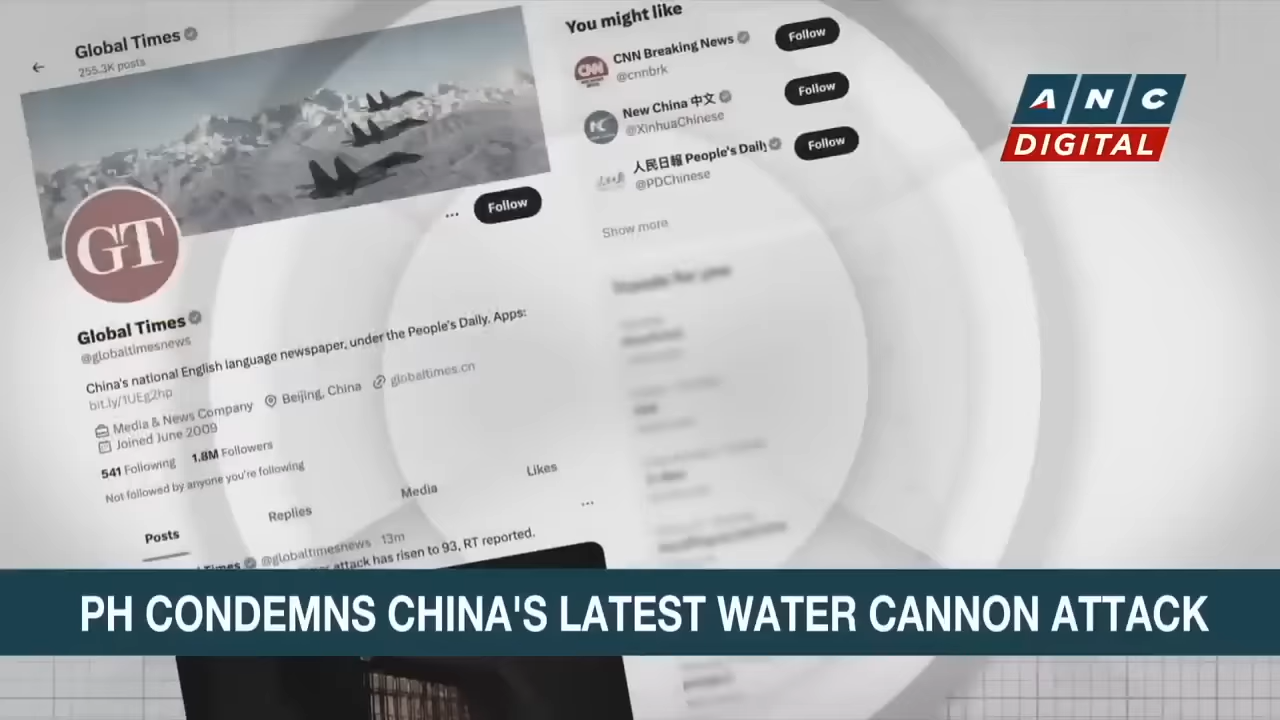 Global Times
255.3K posts
GT
Follow
Global Times
@globaltimesnews
China's national English language newspaper, under the People's Daily. Apps:
bit.ly/1UEg2hp
Media & News Company Beijing, China globaltimes.cn
Joined June 2009
541 Following 1.8M Followers
Not followed by anyone you're following
Posts Replies Media Likes
@globaltimesnews 13m
attack has risen to 93, RT reported.
You might like
CNN Breaking News
@cnnbrk
Follow
CNN
New China 中文
@XinhuaChinese
Follow
人民日報 People's Daily
@PDChinese
Follow
Show more
ANC
DIGITAL
PH CONDEMNS CHINA'S LATEST WATER CANNON ATTACK